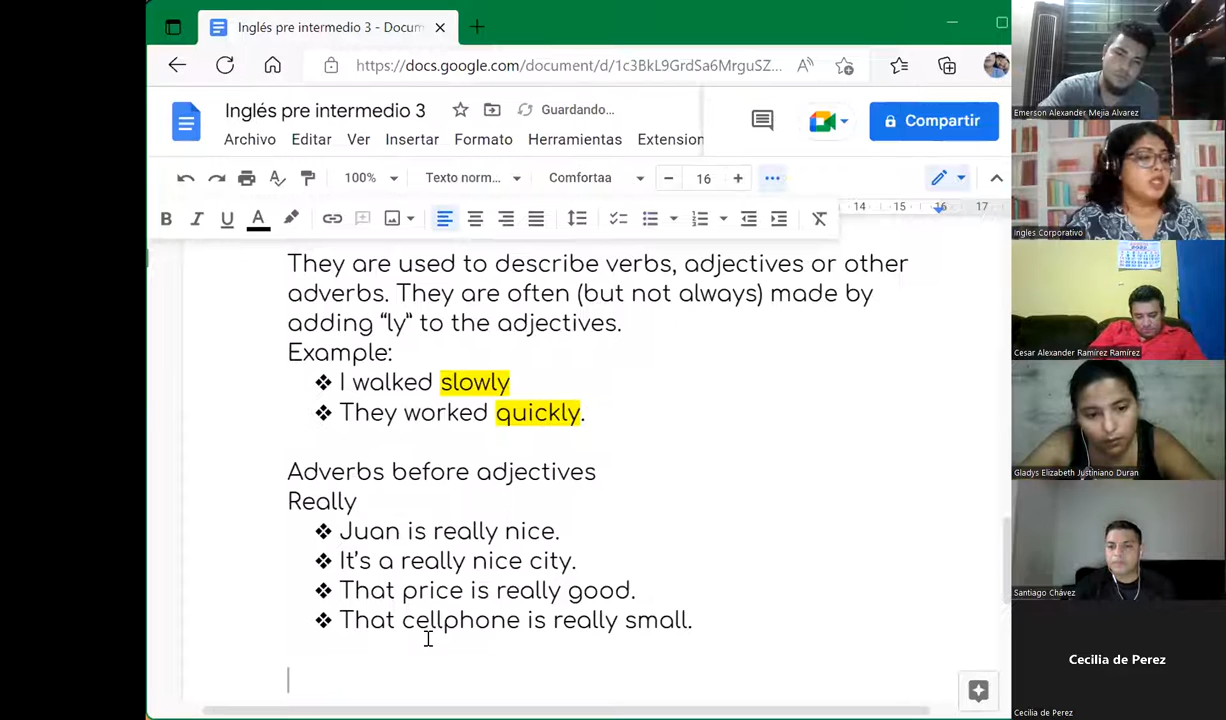 Inglés pre intermedio 3 - Docum
https://docs.google.com/document/d/1c3BkL9GrdSa6MrguSZ...
Inglés pre intermedio 3
Guardando...
Archivo Editar Ver Insertar Formato Herramientas Extension
Compartir
100% Texto norm... Comfortaa 16
14 15 16 17
They are used to describe verbs, adjectives or other
adverbs. They are often (but not always) made by
adding “ly” to the adjectives.
Example:
❖ I walked slowly
❖ They worked quickly.
Adverbs before adjectives
Really
❖ Juan is really nice.
❖ It’s a really nice city.
❖ That price is really good.
❖ That cellphone is really small.
Emerson Alexander Mejia Alvarez
Ingles Corporativo
Cesar Alexander Ramírez Ramírez
Gladys Elizabeth Justiniano Duran
Santiago Chávez
Cecilia de Perez
Cecilia de Perez